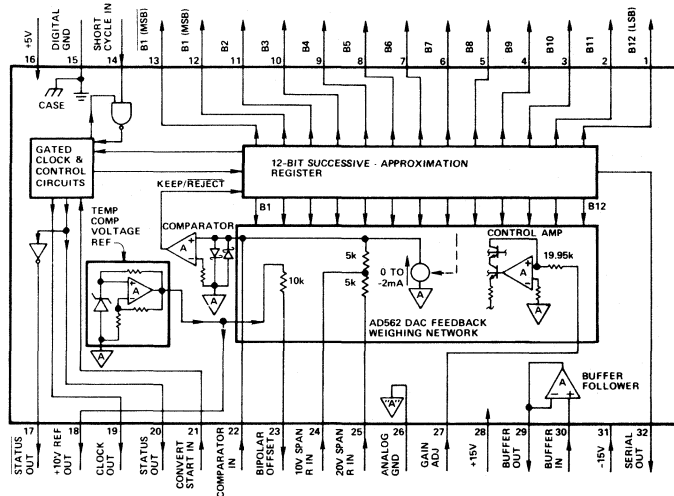 +5V
DIGITAL GND
SHORT CYCLE IN
B1 (MSB)
B1 (MSB)
B2
B3
B4
B5
B6
B7
B8
B9
B10
B11
B12 (LSB)
16
15
14
13
12
11
10
9
8
7
6
5
4
3
2
1
CASE
GATED
CLOCK &
CONTROL
CIRCUITS
12-BIT SUCCESSIVE - APPROXIMATION
REGISTER
KEEP/REJECT
B1
B12
TEMP
COMP
VOLTAGE
REF
COMPARATOR
+
A
−
A
5k
5k
10k
0 TO
-2mA
A
CONTROL AMP
A
+
−
19.95k
A
+
A
−
A
AD562 DAC FEEDBACK
WEIGHING NETWORK
"A"
A
−
+
BUFFER
FOLLOWER
17
18
19
20
21
22
23
24
25
26
27
28
29
30
31
32
STATUS OUT
+10V REF OUT
CLOCK OUT
STATUS OUT
CONVERT START IN
COMPARATOR IN
BIPOLAR OFFSET
10V SPAN R IN
20V SPAN R IN
ANALOG GND
GAIN ADJ
+15V
BUFFER OUT
BUFFER IN
-15V
SERIAL OUT